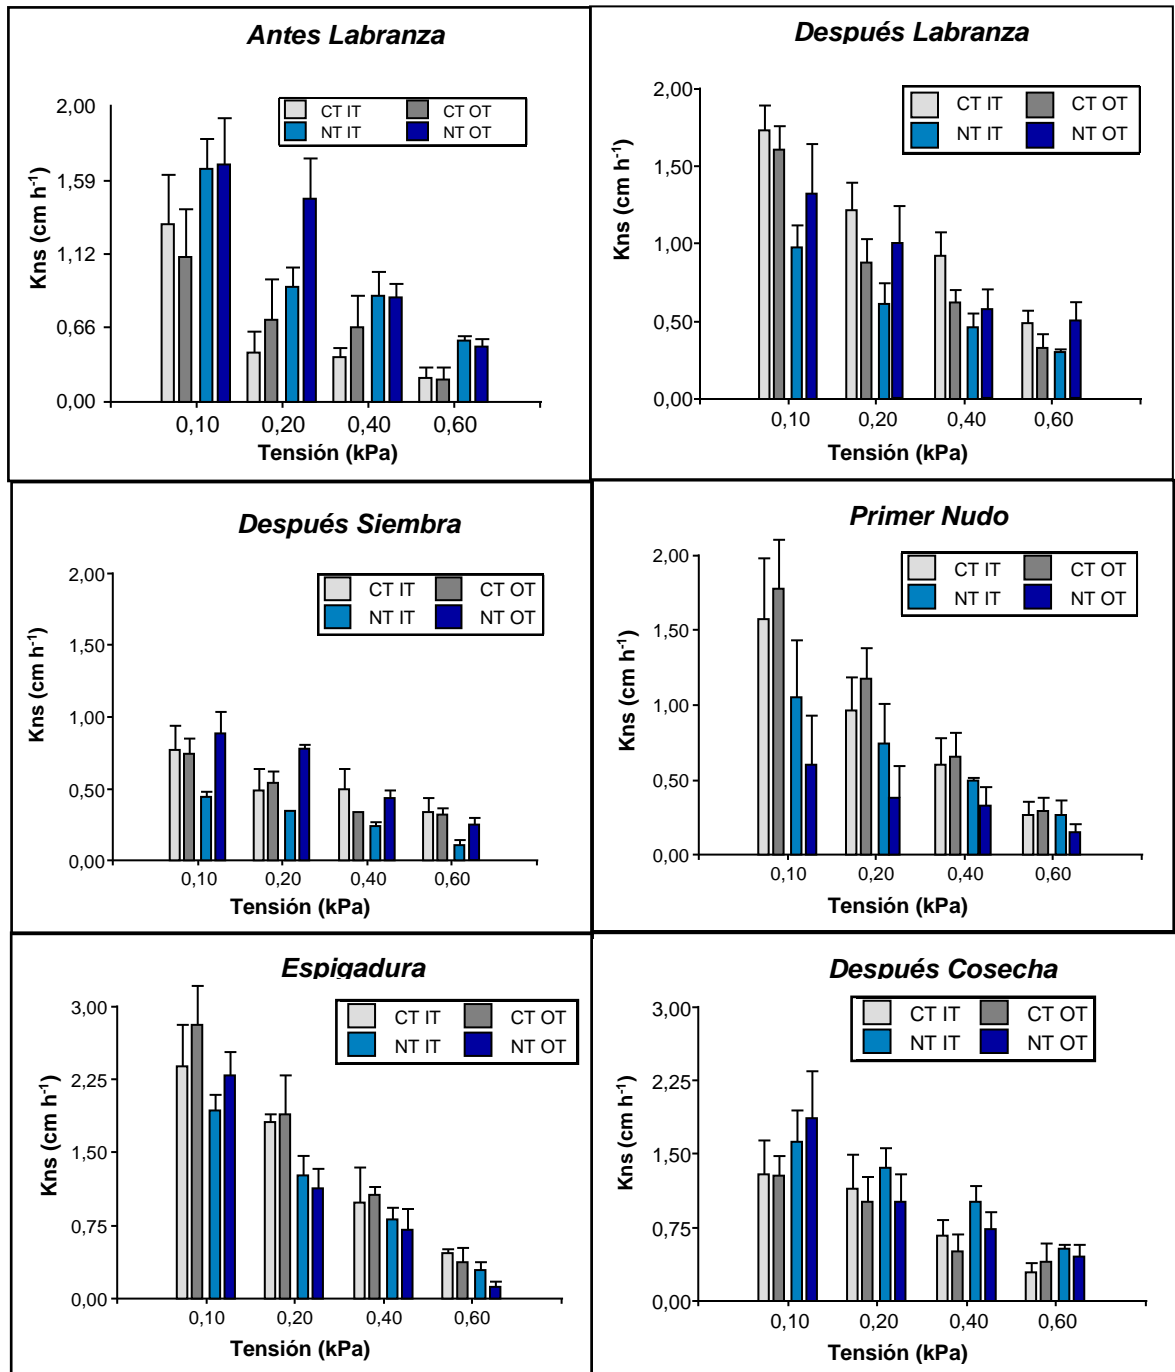 Antes Labranza
CT IT CT OT
NT IT NT OT
2,00
1,59
1,12
0,66
0,00
Kns (cm h-1)
0,10 0,20 0,40 0,60
Tensión (kPa)
Después Labranza
CT IT CT OT
NT IT NT OT
2,00
1,50
1,00
0,50
0,00
Kns (cm h-1)
0,10 0,20 0,40 0,60
Tensión (kPa)
Después Siembra
CT IT CT OT
NT IT NT OT
2,00
1,50
1,00
0,50
0,00
Kns (cm h-1)
0,10 0,20 0,40 0,60
Tensión (kPa)
Primer Nudo
CT IT CT OT
NT IT NT OT
2,00
1,50
1,00
0,50
0,00
Kns (cm h-1)
0,10 0,20 0,40 0,60
Tensión (kPa)
Espigadura
CT IT CT OT
NT IT NT OT
3,00
2,25
1,50
0,75
0,00
Kns (cm h-1)
0,10 0,20 0,40 0,60
Tensión (kPa)
Después Cosecha
CT IT CT OT
NT IT NT OT
3,00
2,25
1,50
0,75
0,00
Kns (cm h-1)
0,10 0,20 0,40 0,60
Tensión (kPa)